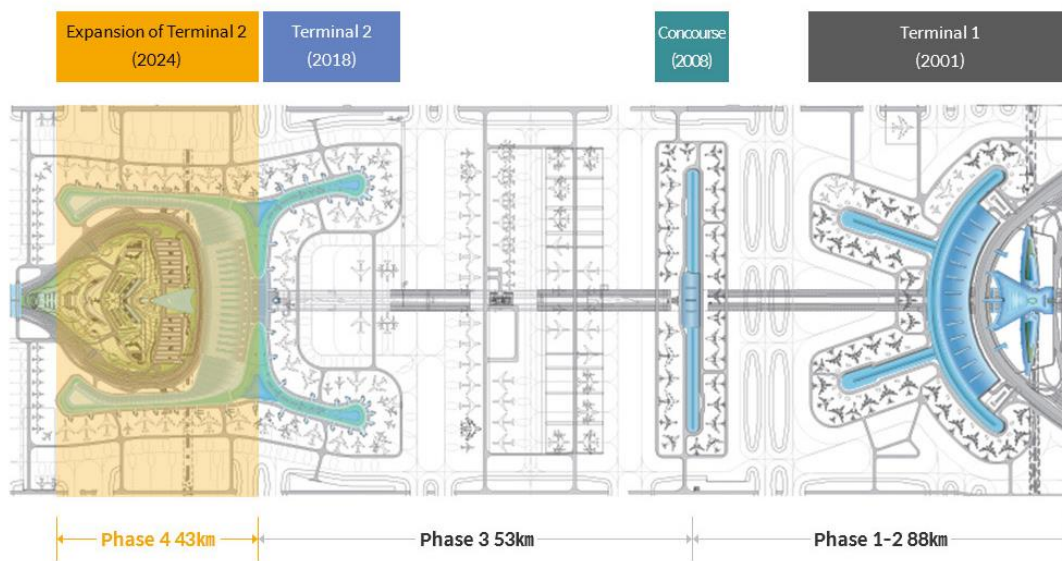 Expansion of Terminal 2
(2024)
Terminal 2
(2018)
Concourse
(2008)
Terminal 1
(2001)
Phase 4 43㎞
Phase 3 53㎞
Phase 1-2 88㎞